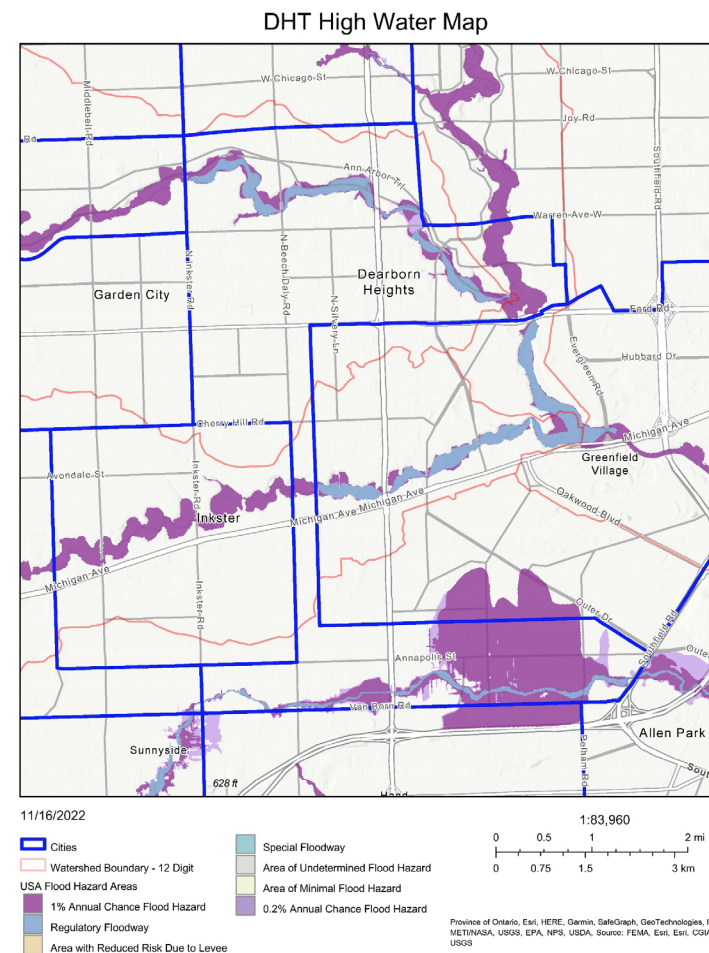 DHT High Water Map
W Chicago St
W Chicago St
Middlebelt Rd
Joy Rd
Rd
Southfield Rd
Ann Arbor Trl
Warren Ave W
N Inkster Rd
N Beech Daly Rd
Dearborn
Heights
Garden City
N Silvery Ln
Ford Rd
Evergreen Rd
Hubbard Dr
Cherry Hill Rd
Michigan Ave
Greenfield
Village
Avondale St
Inkster Rd
Oakwood Blvd
Michigan Ave Michigan Ave
Inkster
Michigan Ave
Inkster Rd
Outer Dr
Southfield Rd
Outer
Annapolis St
Van Born Rd
Allen Park
Sunnyside
Pelham Rd
Sout
628 ft
Hand
11/16/2022
1:83,960
0 0.5 1 2 mi
0 0.75 1.5 3 km
Cities
Watershed Boundary - 12 Digit
USA Flood Hazard Areas
1% Annual Chance Flood Hazard
Regulatory Floodway
Area with Reduced Risk Due to Levee
Special Floodway
Area of Undetermined Flood Hazard
Area of Minimal Flood Hazard
0.2% Annual Chance Flood Hazard
Province of Ontario, Esri, HERE, Garmin, SafeGraph, GeoTechnologies, I
METI/NASA, USGS, EPA, NPS, USDA, Source: FEMA, Esri, Esri, CGIA
USGS